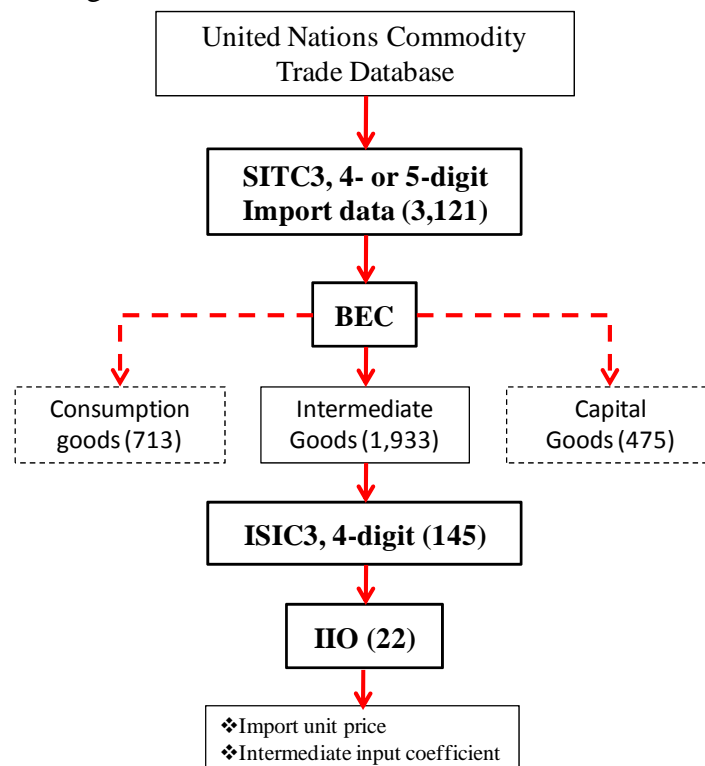 United Nations Commodity
Trade Database
SITC3, 4- or 5-digit
Import data (3,121)
BEC
Consumption
goods (713)
Intermediate
Goods (1,933)
Capital
Goods (475)
ISIC3, 4-digit (145)
IIO (22)
❖Import unit price
❖Intermediate input coefficient